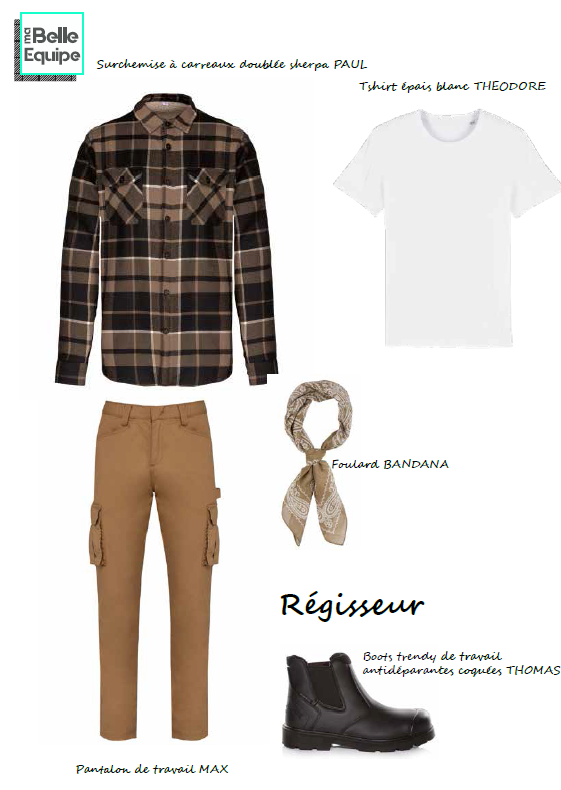 ma Belle
Equipe
Surchemise à carreaux doublée sherpa PAUL
Tshirt épais blanc THEODORE
Foulard BANDANA
Régisseur
Boots trendy de travail
antidéparantes coquées THOMAS
Pantalon de travail MAX